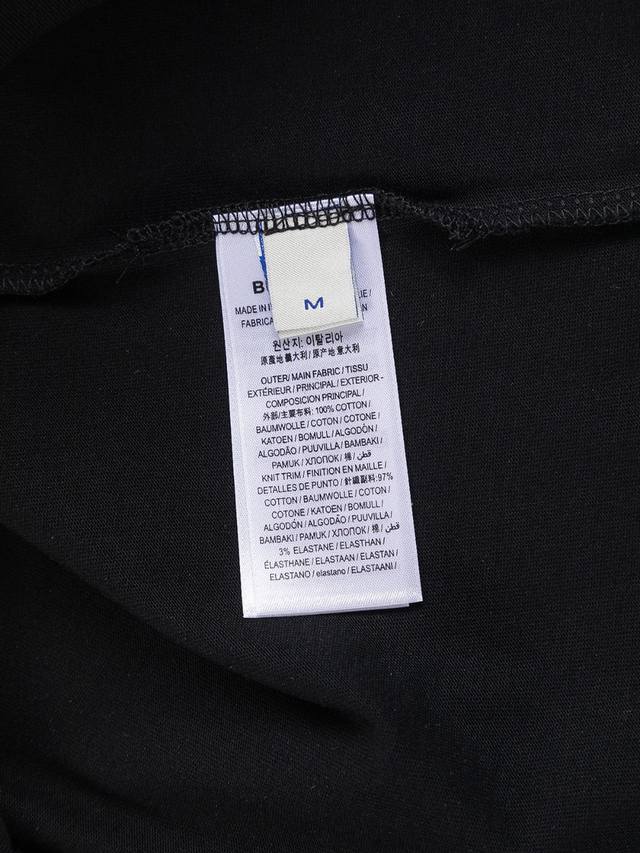 M
B
MADE IN I LIE /
FABRICA N
원산지: 이탈리아
原產地 義大利 / 原产地 意大利
OUTER/ MAIN FABRIC / TISSU
EXTÉRIEUR / PRINCIPAL / EXTERIOR-
COMPOSICION PRINCIPAL /
外部/主要布料: 100% COTTON /
BAUMWOLLE / COTON / COTONE /
KATOEN / BOMULL / ALGODÓN /
ALGODÃO / PUUVILLA / BAMBAKI /
PAMUK / ХЛОПОК / 棉 / قطن /
KNIT TRIM / FINITION EN MAILLE /
DETALLES DE PUNTO / 針織副料:97%
COTTON / BAUMWOLLE / COTON /
COTONE / KATOEN / BOMULL /
ALGODÓN / ALGODÃO / PUUVILLA /
BAMBAKI / PAMUK / ХЛОПОК / 棉 / قطن /
3% ELASTANE / ELASTHAN /
ÉLASTHANE / ELASTAAN / ELASTAN /
ELASTANO / elastano / ELASTAANI /